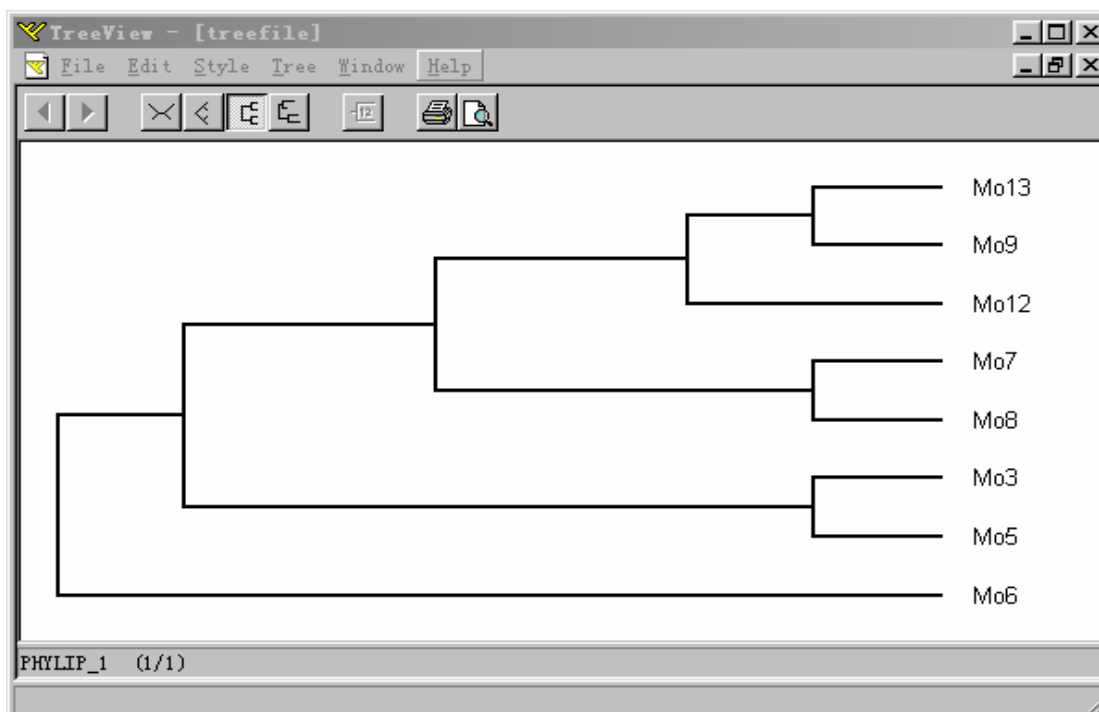 TreeView - [treefile]
File Edit Style Tree Window Help
12
Mo13
Mo9
Mo12
Mo7
Mo8
Mo3
Mo5
Mo6
PHYLIP_1 (1/1)